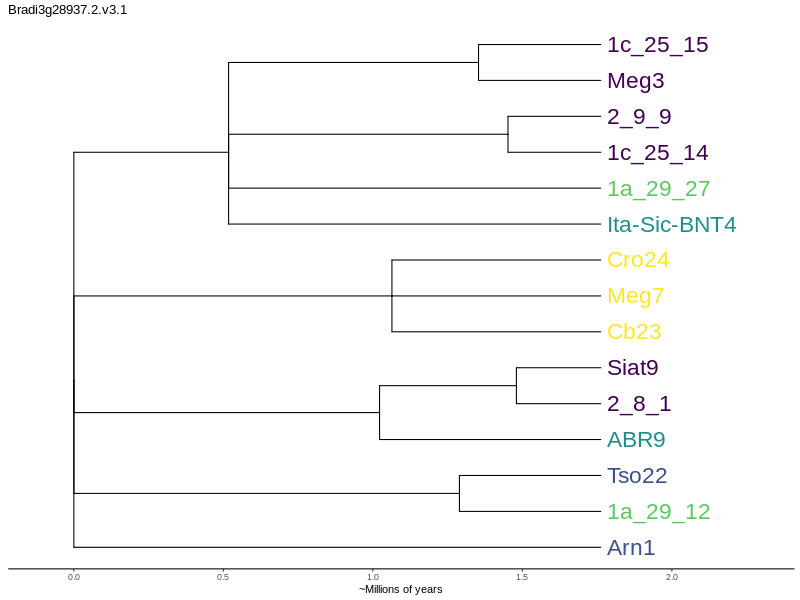 Bradi3g28937.2.v3.1
1c_25_15
Meg3
2_9_9
1c_25_14
1a_29_27
Ita-Sic-BNT4
Cro24
Meg7
Cb23
Siat9
2_8_1
ABR9
Tso22
1a_29_12
Arn1
0.0 0.5 1.0 1.5 2.0
~Millions of years